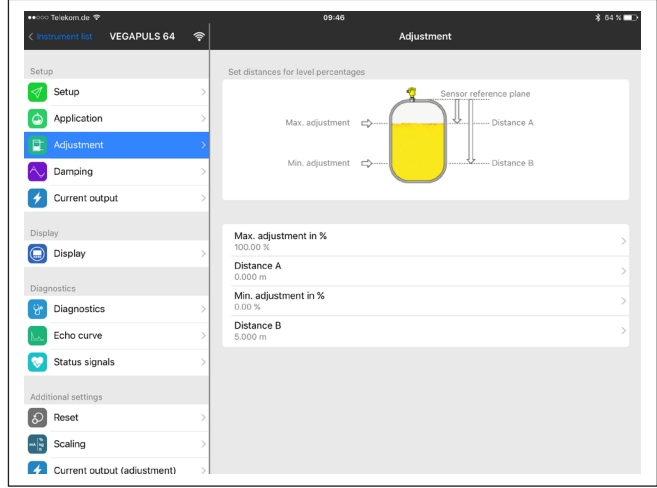 Telekom.de
09:46
64 %
Instrument list
VEGAPULS 64
Adjustment
Setup
Setup
Application
Adjustment
Damping
Current output
Display
Display
Diagnostics
Diagnostics
Echo curve
Status signals
Additional settings
Reset
Scaling
Current output (adjustment)
Set distances for level percentages
Sensor reference plane
Max. adjustment
Distance A
Min. adjustment
Distance B
Max. adjustment in %
100.00 %
Distance A
0.000 m
Min. adjustment in %
0.00 %
Distance B
5.000 m